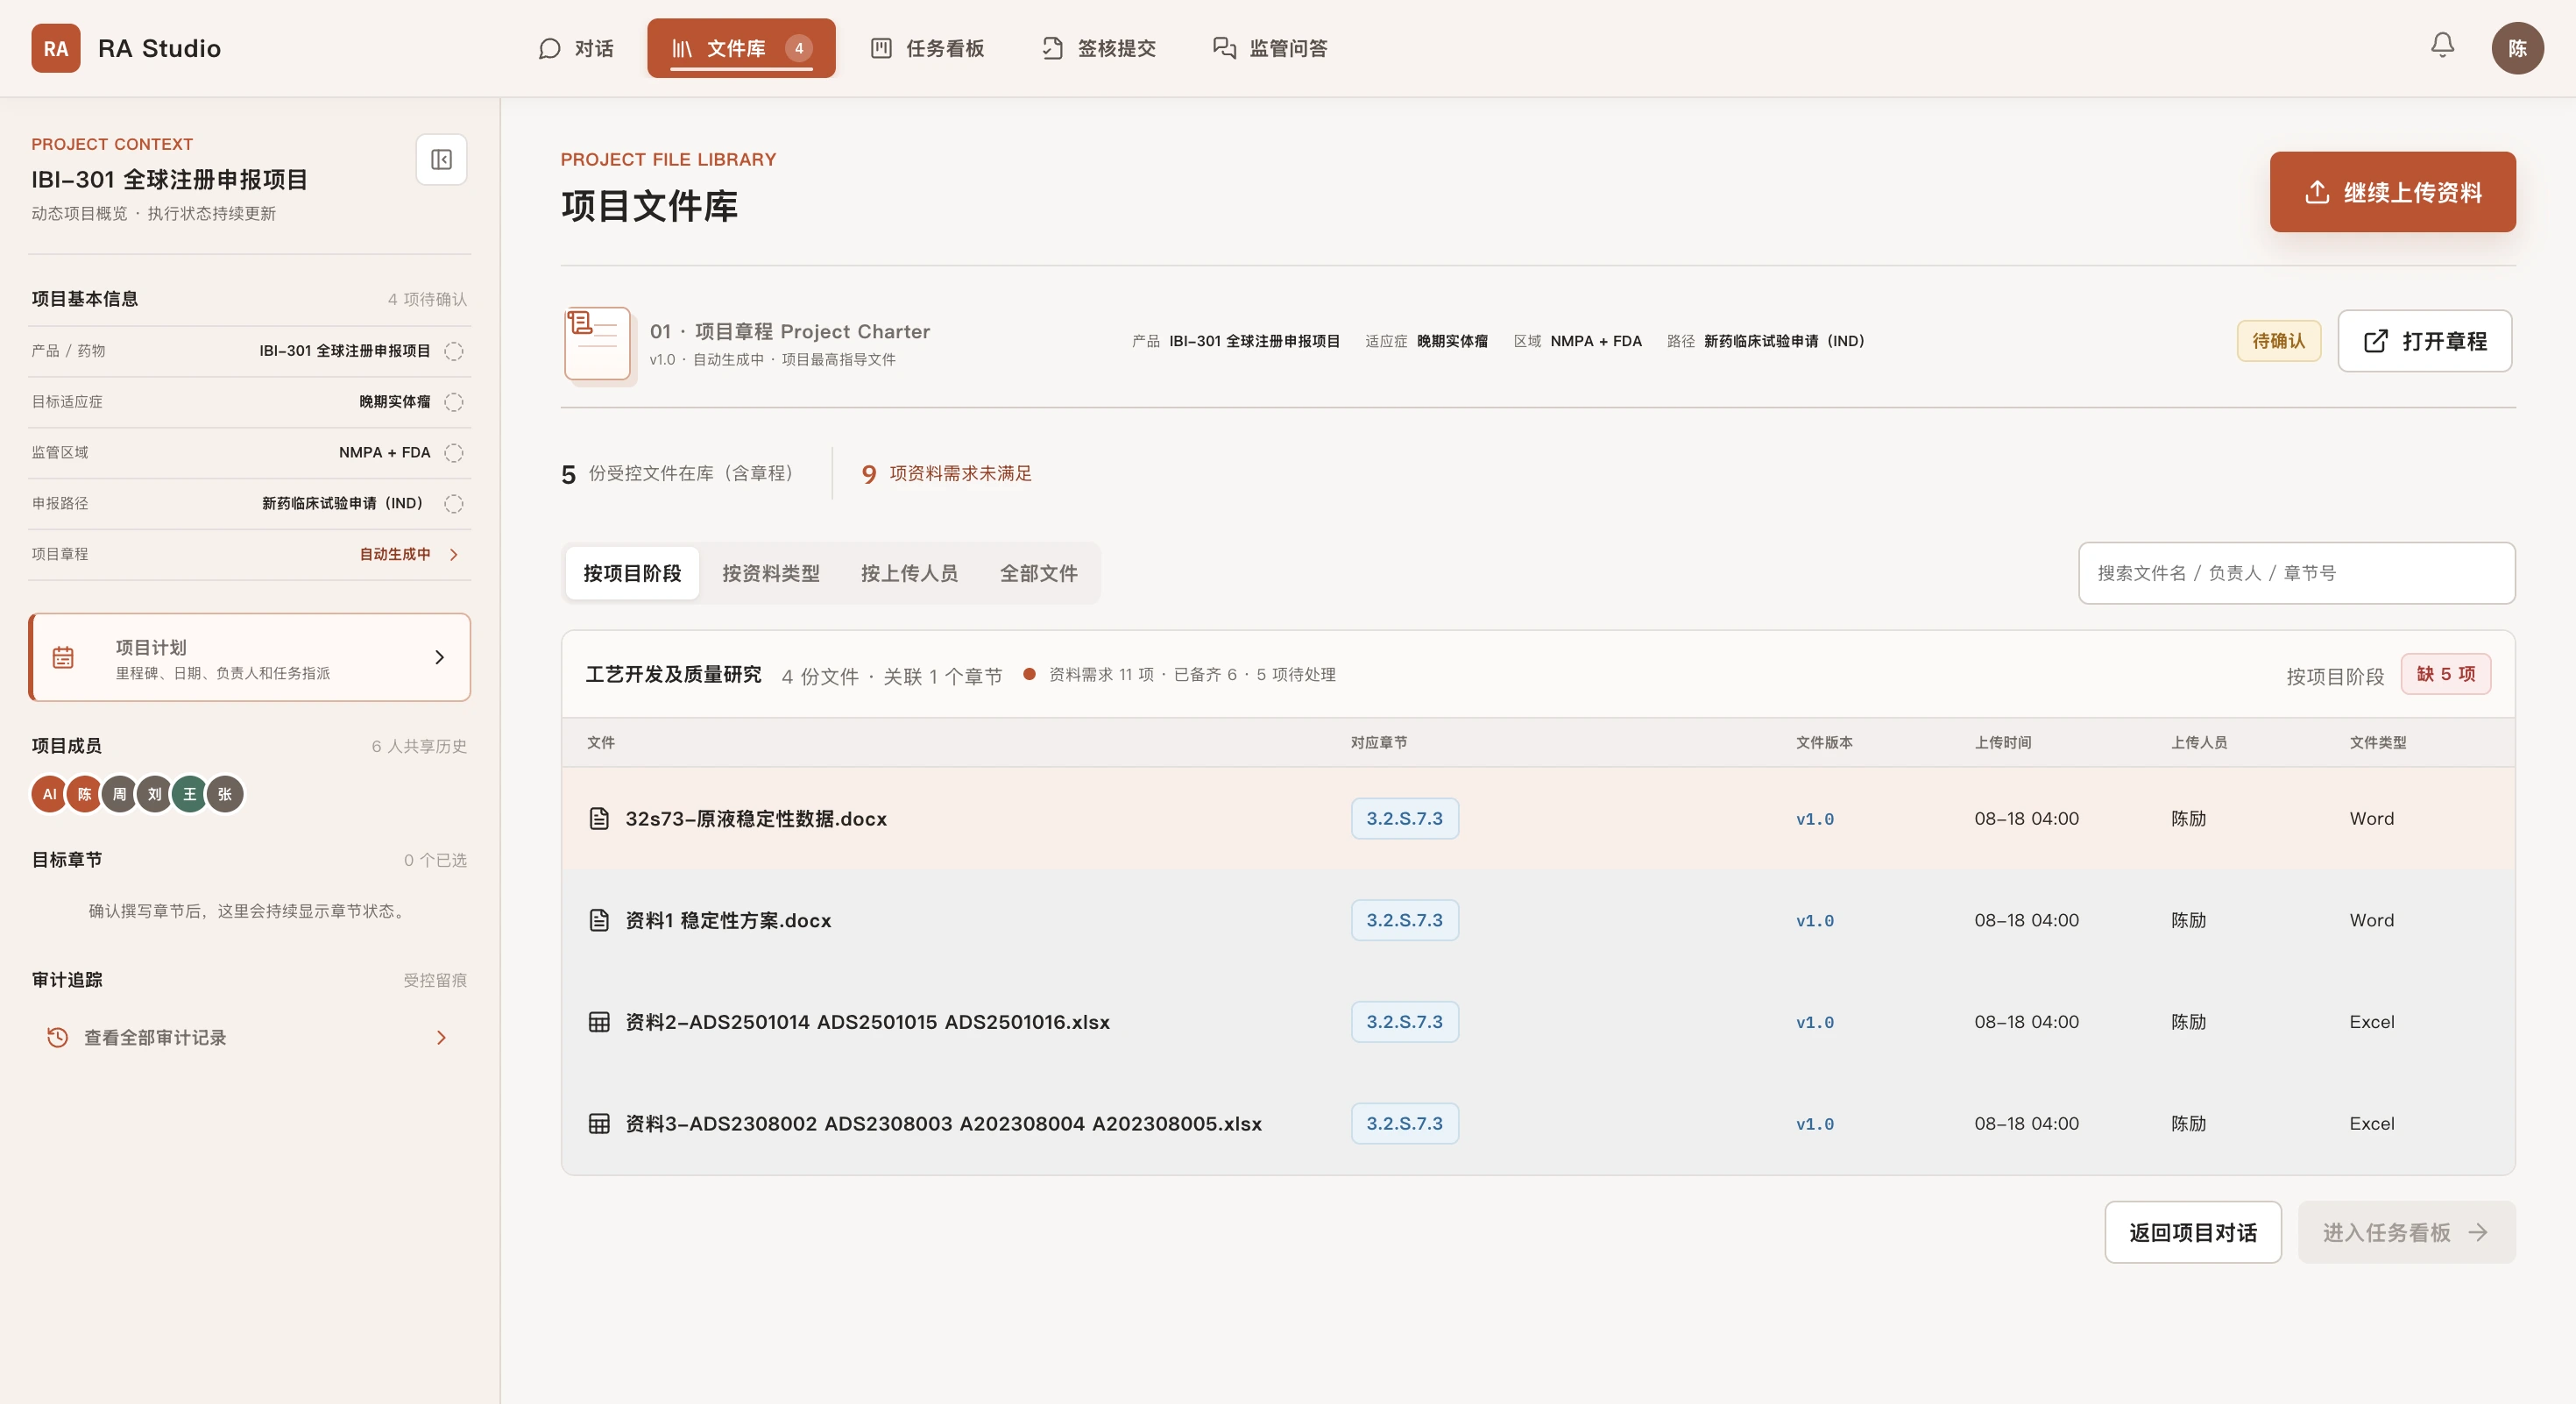 RA
RA Studio
对话
文件库
4
任务看板
签核提交
监管问答
陈
PROJECT CONTEXT
IBI-301 全球注册申报项目
动态项目概览 · 执行状态持续更新
项目基本信息
4 项待确认
产品 / 药物
IBI-301 全球注册申报项目
目标适应症
晚期实体瘤
监管区域
NMPA + FDA
申报路径
新药临床试验申请（IND）
项目章程
自动生成中
项目计划
里程碑、日期、负责人和任务指派
项目成员
6 人共享历史
AI 陈 周 刘 王 张
目标章节
0 个已选
确认撰写章节后，这里会持续显示章节状态。
审计追踪
受控留痕
查看全部审计记录
PROJECT FILE LIBRARY
项目文件库
继续上传资料
01 · 项目章程 Project Charter
v1.0 · 自动生成中 · 项目最高指导文件
产品 IBI-301 全球注册申报项目 适应症 晚期实体瘤 区域 NMPA + FDA 路径 新药临床试验申请（IND）
待确认
打开章程
5 份受控文件在库（含章程）
9 项资料需求未满足
按项目阶段
按资料类型
按上传人员
全部文件
搜索文件名 / 负责人 / 章节号
工艺开发及质量研究 4 份文件 · 关联 1 个章节 资料需求 11 项 · 已备齐 6 · 5 项待处理
按项目阶段
缺 5 项
文件 对应章节 文件版本 上传时间 上传人员 文件类型
32s73-原液稳定性数据.docx 3.2.S.7.3 v1.0 08-18 04:00 陈励 Word
资料1 稳定性方案.docx 3.2.S.7.3 v1.0 08-18 04:00 陈励 Word
资料2-ADS2501014 ADS2501015 ADS2501016.xlsx 3.2.S.7.3 v1.0 08-18 04:00 陈励 Excel
资料3-ADS2308002 ADS2308003 A202308004 A202308005.xlsx 3.2.S.7.3 v1.0 08-18 04:00 陈励 Excel
返回项目对话
进入任务看板